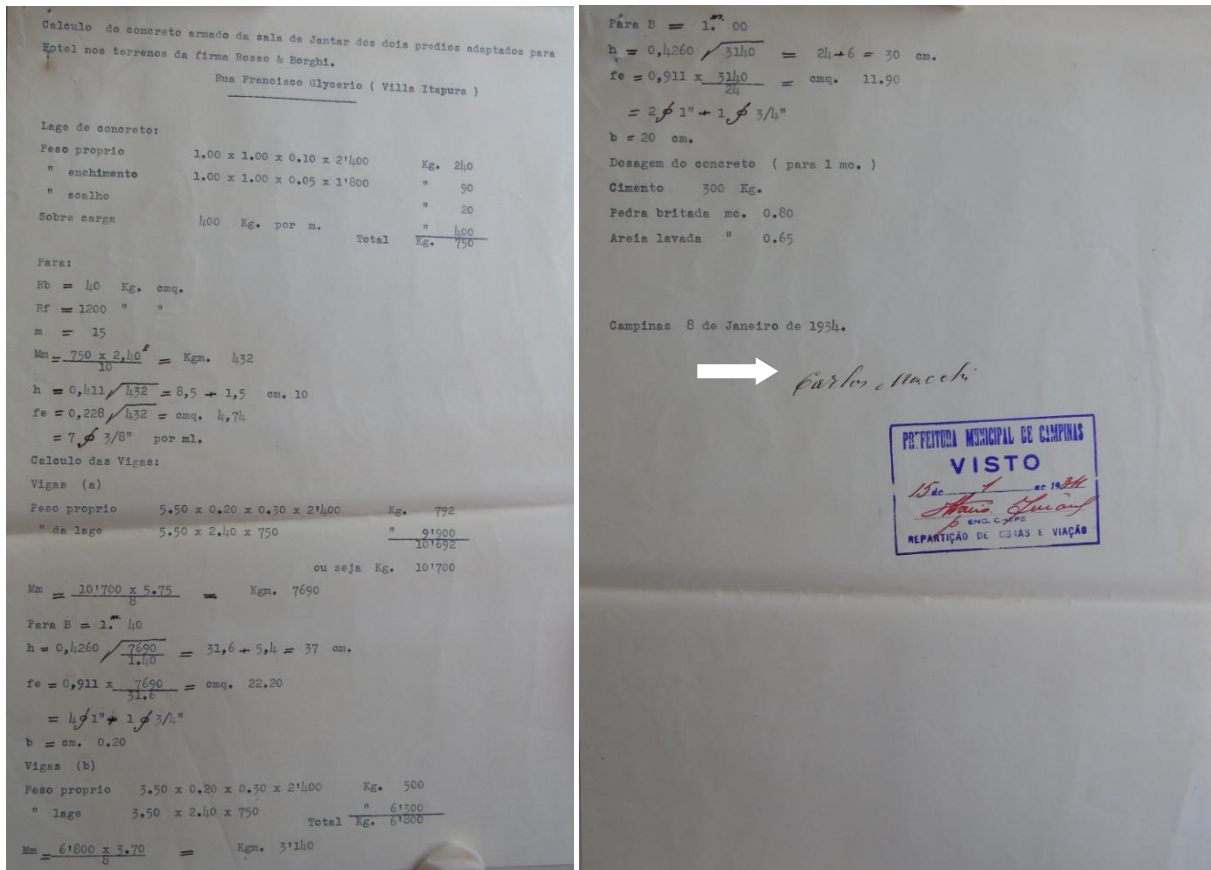 Calculo do concreto armado da sala de Jantar dos dois predios adaptados para
Hotel nos terrenos da firma Rosso & Borghi.
Rua Francisco Glycerio ( Villa Itapura )
Lage de concreto:
Peso proprio 1.00 x 1.00 x 0.10 x 2'400 Kg. 240
" enchimento 1.00 x 1.00 x 0.05 x 1'800 " 90
" soalho " 20
Sobre carga 400 Kg. por m. " 400
Total Kg. 750
Para:
Rb = 40 Kg. cmq.
Rf = 1200 " "
m = 15
Mm = 750 x 2,40² / 10 = Kgm. 432
h = 0,411 √432 = 8,5 + 1,5 cm. 10
fe = 0,228 √432 = cmq. 4,74
= 7 ø 3/8" por ml.
Calculo das Vigas:
Vigas (a)
Peso proprio 5.50 x 0.20 x 0.30 x 2'400 Kg. 792
" da lage 5.50 x 2.40 x 750 " 9'900
10'692
ou seja Kg. 10'700
Mm = 10'700 x 5.75 / 8 = Kgm. 7690
Para B = 1.ᵐ 40
h = 0,4260 √7690 / 1.40 = 31,6 + 5,4 = 37 cm.
fe = 0,911 x 7690 / 31.6 = cmq. 22.20
= 4 ø 1" + 1 ø 3/4"
b = cm. 0.20
Vigas (b)
Peso proprio 3.50 x 0.20 x 0.30 x 2'400 Kg. 500
" lage 3.50 x 2.40 x 750 " 6'300
Total Kg. 6'800
Mm = 6'800 x 3.70 / 8 = Kgm. 3'140
Para B = 1.ᵐ 00
h = 0,4260 √3140 = 24+6 = 30 cm.
fe = 0,911 x 3140 / 24 = cmq. 11.90
= 2 ø 1" + 1 ø 3/4"
b = 20 cm.
Dosagem do concreto ( para 1 mc. )
Cimento 300 Kg.
Pedra britada mc. 0.80
Areia lavada " 0.65
Campinas 8 de Janeiro de 1934.
Carlos Macchi
PREFEITURA MUNICIPAL DE CAMPINAS
VISTO
15 de 1 de 1934
ENG. CHEFE
REPARTIÇÃO DE OBRAS E VIAÇÃO